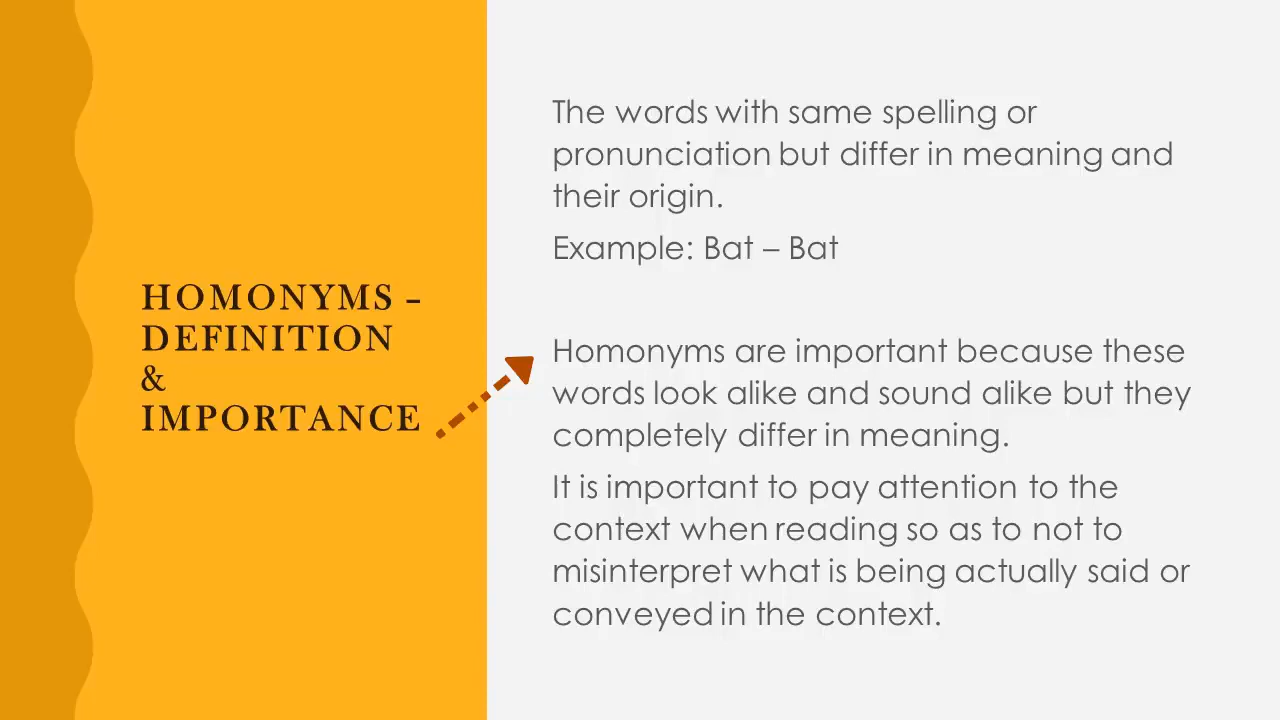 HOMONYMS –
DEFINITION
&
IMPORTANCE
The words with same spelling or
pronunciation but differ in meaning and
their origin.
Example: Bat – Bat
Homonyms are important because these
words look alike and sound alike but they
completely differ in meaning.
It is important to pay attention to the
context when reading so as to not to
misinterpret what is being actually said or
conveyed in the context.